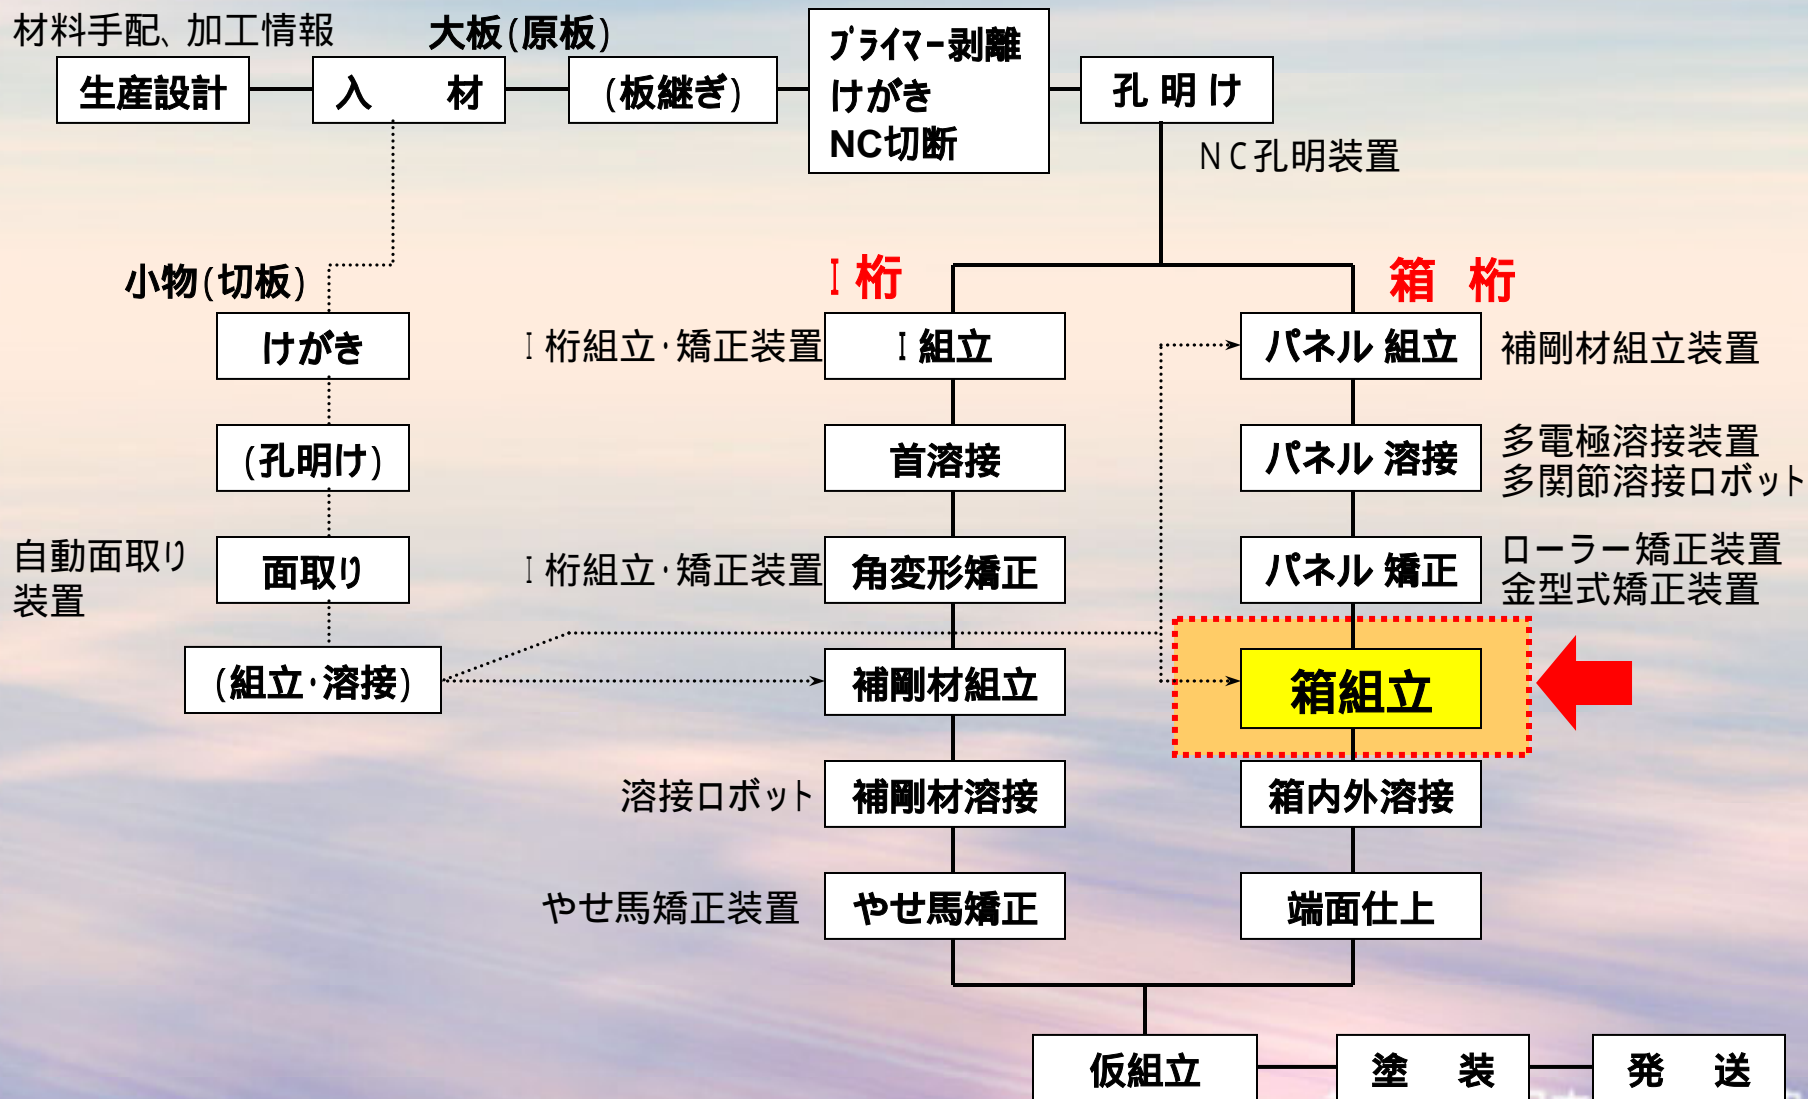 材料手配、加工情報
大板(原板)
生産設計
入　材
(板継ぎ)
プライマー剥離
けがき
NC切断
孔 明 け
NC孔明装置
小物(切板)
I 桁
箱 桁
けがき
I 桁組立・矯正装置
I 組立
パネル 組立
補剛材組立装置
(孔明け)
首溶接
パネル 溶接
多電極溶接装置
多関節溶接ロボット
自動面取り
装置
面取り
I 桁組立・矯正装置
角変形矯正
パネル 矯正
ローラー矯正装置
金型式矯正装置
(組立・溶接)
補剛材組立
箱組立
溶接ロボット
補剛材溶接
箱内外溶接
やせ馬矯正装置
やせ馬矯正
端面仕上
仮組立
塗　装
発　送